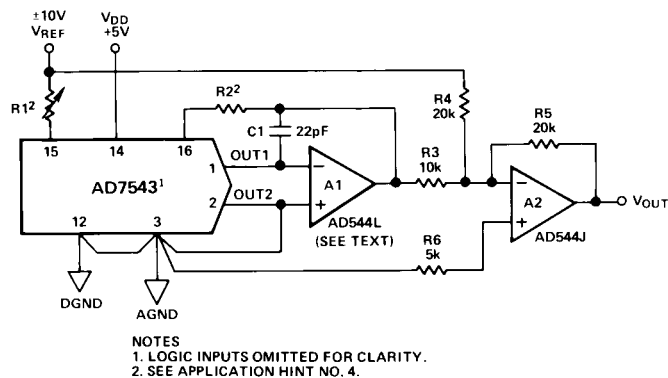 ±10V
VREF
VDD
+5V
R1²
R2²
C1
22pF
R4
20k
R5
20k
R3
10k
15
14
16
OUT1
1
AD7543¹
OUT2
2
−
A1
+
AD544L
(SEE TEXT)
−
A2
+
AD544J
VOUT
12
3
R6
5k
DGND
AGND
NOTES
1. LOGIC INPUTS OMITTED FOR CLARITY.
2. SEE APPLICATION HINT NO. 4.